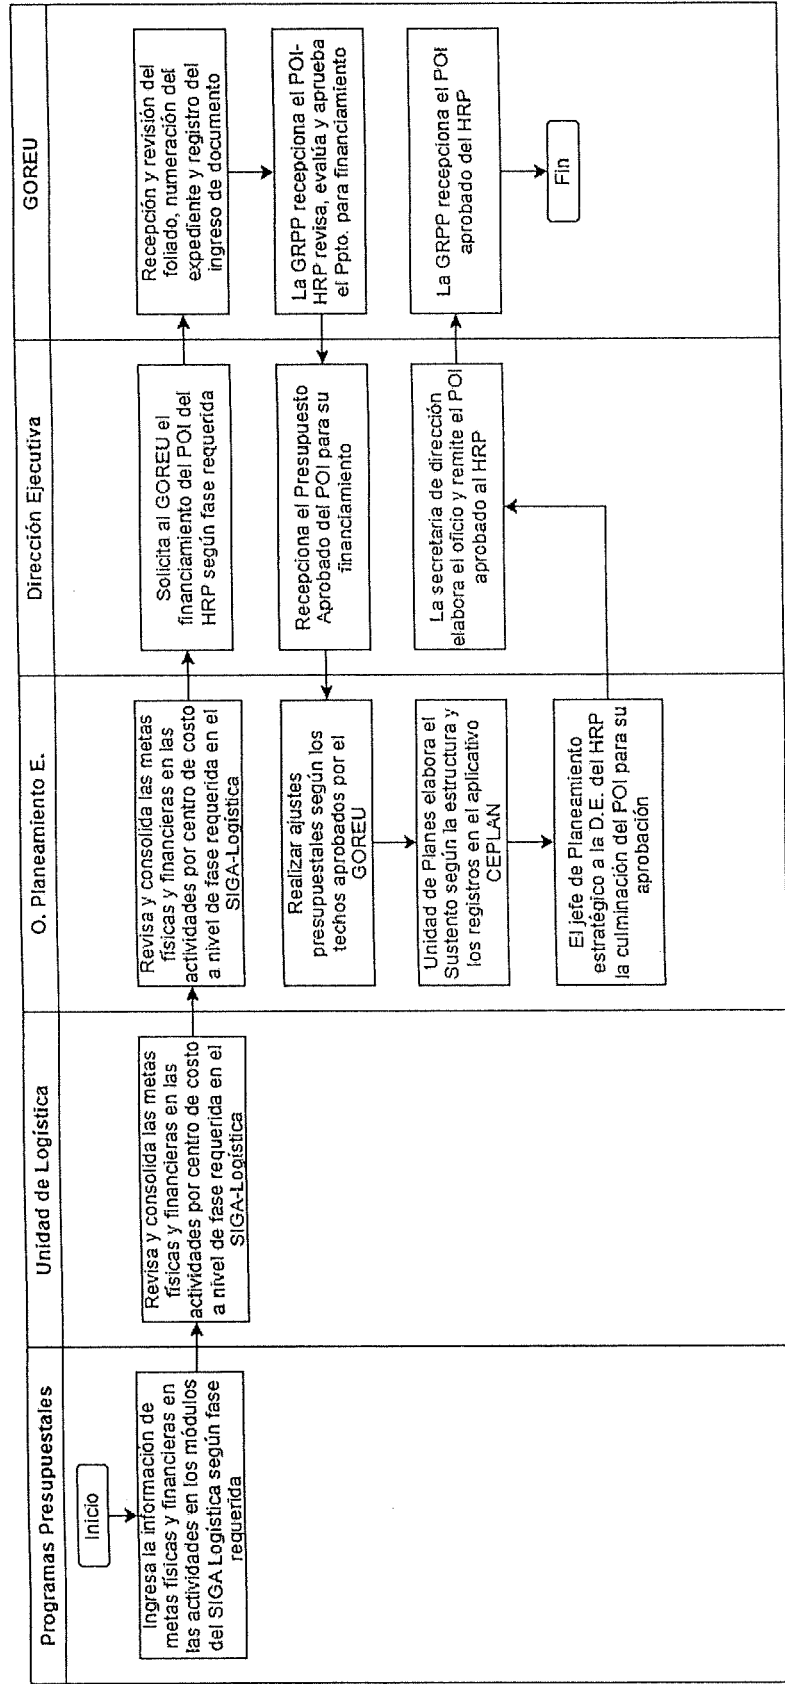 Programas Presupuestales
Unidad de Logística
O. Planeamiento E.
Dirección Ejecutiva
GOREU
Inicio
Ingresa la información de
metas físicas y financieras en
las actividades en los módulos
del SIGA Logística según fase
requerida
Revisa y consolida las metas
físicas y financieras en las
actividades por centro de costo
a nivel de fase requerida en el
SIGA-Logística
Revisa y consolida las metas
físicas y financieras en las
actividades por centro de costo
a nivel de fase requerida en el
SIGA-Logística
Solicita al GOREU el
financiamiento del POI del
HRP según fase requerida
Recepción y revisión del
foliado, numeración del
expediente y registro del
ingreso de documento
La GRPP recepciona el POI-
HRP revisa, evalúa y aprueba
el Ppto. para financiamiento
Recepciona el Presupuesto
Aprobado del POI para su
financiamiento
Realizar ajustes
presupuestales según los
techos aprobados por el
GOREU
Unidad de Planes elabora el
Sustento según la estructura y
los registros en el aplicativo
CEPLAN
El jefe de Planeamiento
estratégico a la D.E. del HRP
la culminación del POI para su
aprobación
La secretaria de dirección
elabora el oficio y remite el POI
aprobado al HRP
La GRPP recepciona el POI
aprobado del HRP
Fin